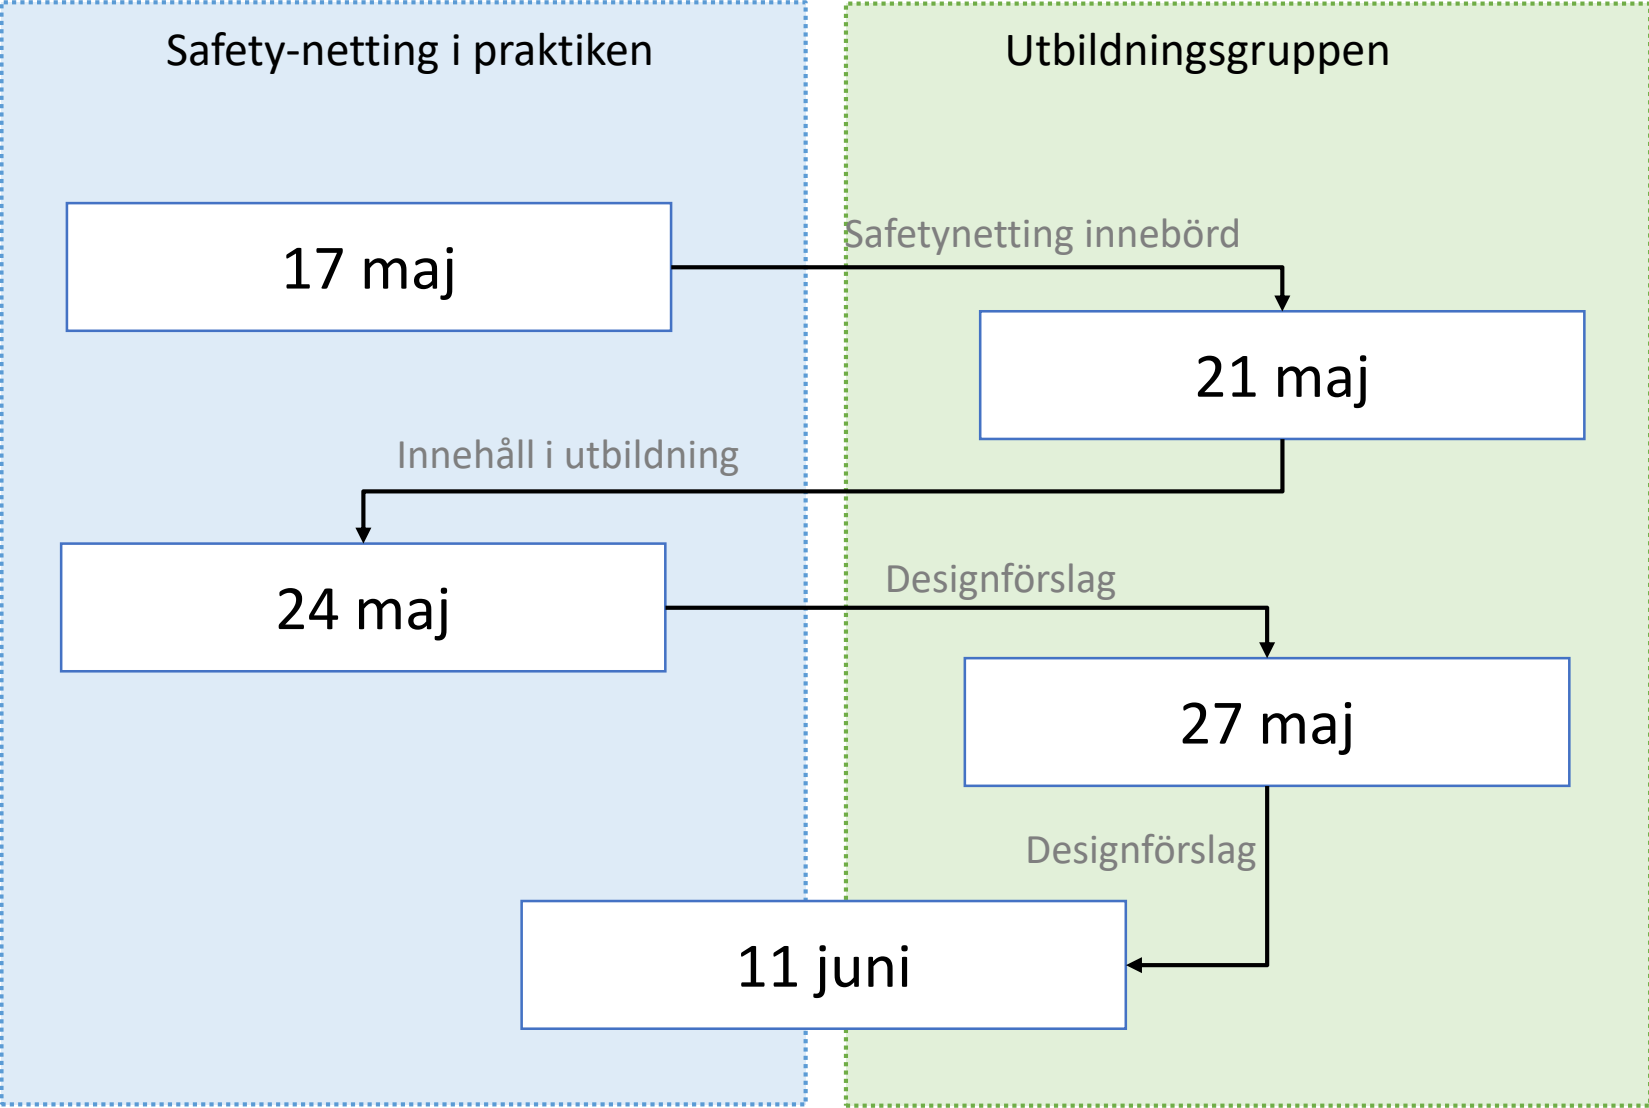 Safety-netting i praktiken
Utbildningsgruppen
17 maj
Safetynetting innebörd
21 maj
Innehåll i utbildning
24 maj
Designförslag
27 maj
Designförslag
11 juni